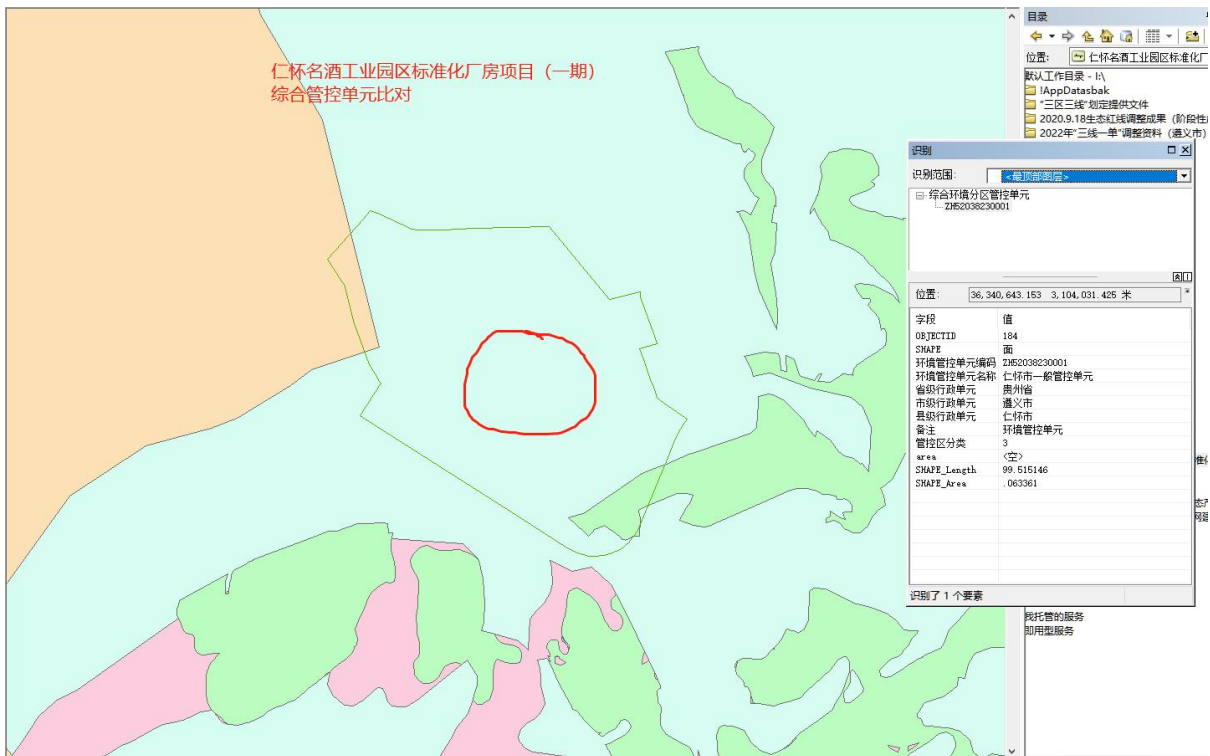 仁怀名酒工业园区标准化厂房项目（一期）
综合管控单元比对
目录
位置: 仁怀名酒工业园区标准化厂
默认工作目录 - I:\
!AppDatasbak
“三区三线”划定提供文件
2020.9.18生态红线调整成果（阶段性
2022年“三线一单”调整资料（遵义市）
识别
识别范围: <最顶部图层>
综合环境分区管控单元
ZH52038230001
位置: 36,340,643.153 3,104,031.425 米
字段 值
OBJECTID 184
SHAPE 面
环境管控单元编码 ZH52038230001
环境管控单元名称 仁怀市一般管控单元
省级行政单元 贵州省
市级行政单元 遵义市
县级行政单元 仁怀市
备注 环境管控单元
管控区分类 3
area <空>
SHAPE_Length 99.515146
SHAPE_Area .063361
识别了 1 个要素
我托管的服务
即用型服务